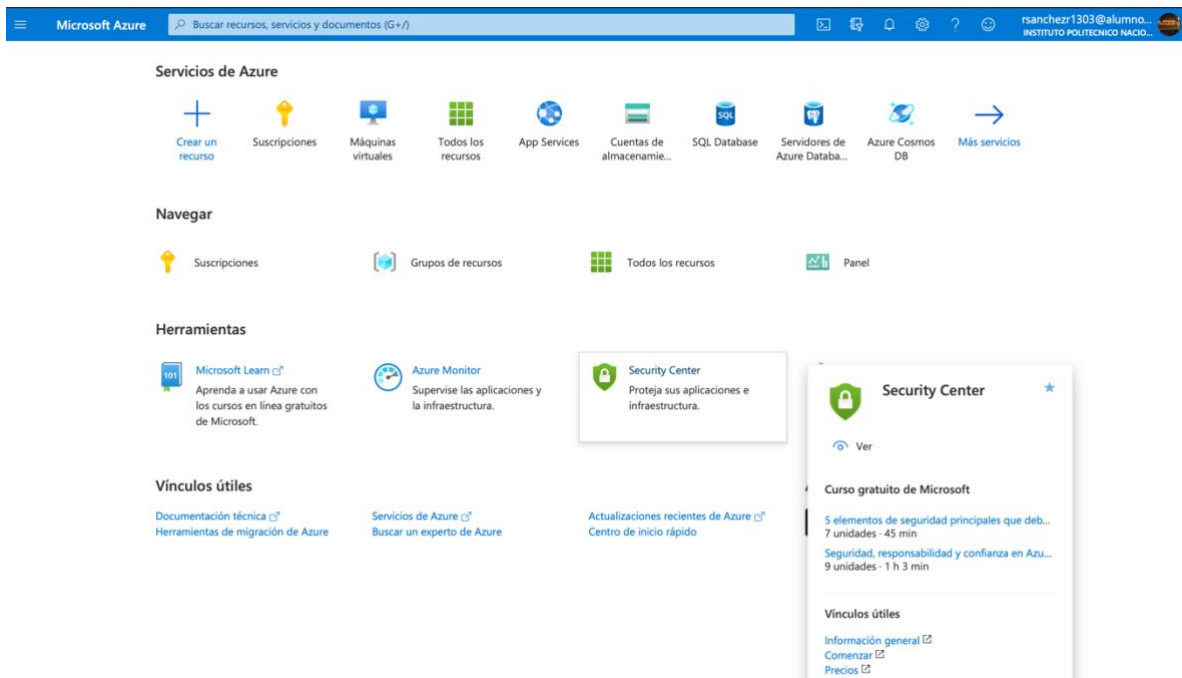 Microsoft Azure
Buscar recursos, servicios y documentos (G+/)
rsanchezr1303@alumno...
INSTITUTO POLITECNICO NACIO...
Servicios de Azure
Crear un
recurso
Suscripciones
Máquinas
virtuales
Todos los
recursos
App Services
Cuentas de
almacenamie...
SQL
SQL Database
Servidores de
Azure Databa...
Azure Cosmos
DB
Más servicios
Navegar
Suscripciones
Grupos de recursos
Todos los recursos
Panel
Herramientas
101
Microsoft Learn
Aprenda a usar Azure con
los cursos en línea gratuitos
de Microsoft.
Azure Monitor
Supervise las aplicaciones y
la infraestructura.
Security Center
Proteja sus aplicaciones e
infraestructura.
Vínculos útiles
Documentación técnica
Servicios de Azure
Actualizaciones recientes de Azure
Herramientas de migración de Azure
Buscar un experto de Azure
Centro de inicio rápido
Security Center
Ver
Curso gratuito de Microsoft
5 elementos de seguridad principales que deb...
7 unidades · 45 min
Seguridad, responsabilidad y confianza en Azu...
9 unidades · 1 h 3 min
Vínculos útiles
Información general
Comenzar
Precios